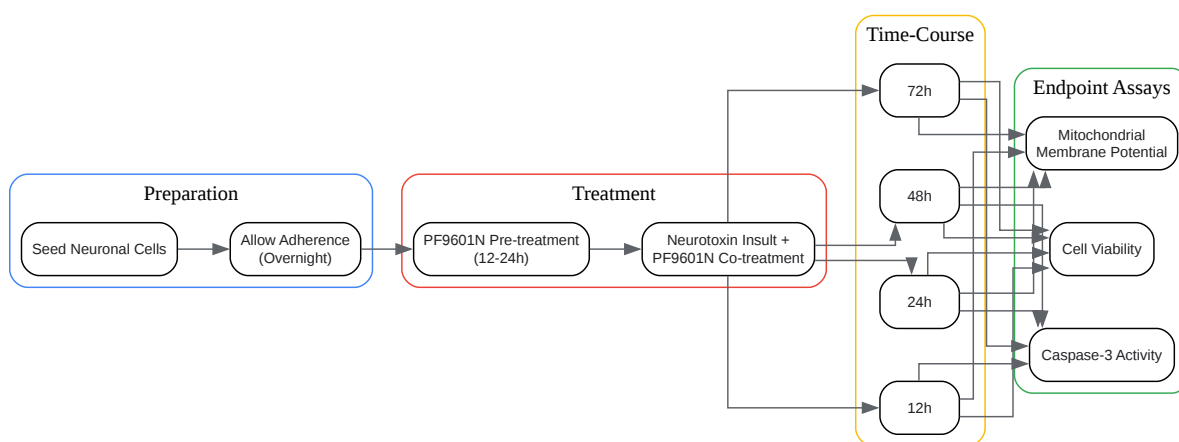 Preparation
Seed Neuronal Cells
Allow Adherence
(Overnight)
Treatment
PF9601N Pre-treatment
(12-24h)
Neurotoxin Insult +
PF9601N Co-treatment
Time-Course
72h
48h
24h
12h
Endpoint Assays
Mitochondrial
Membrane Potential
Cell Viability
Caspase-3 Activity